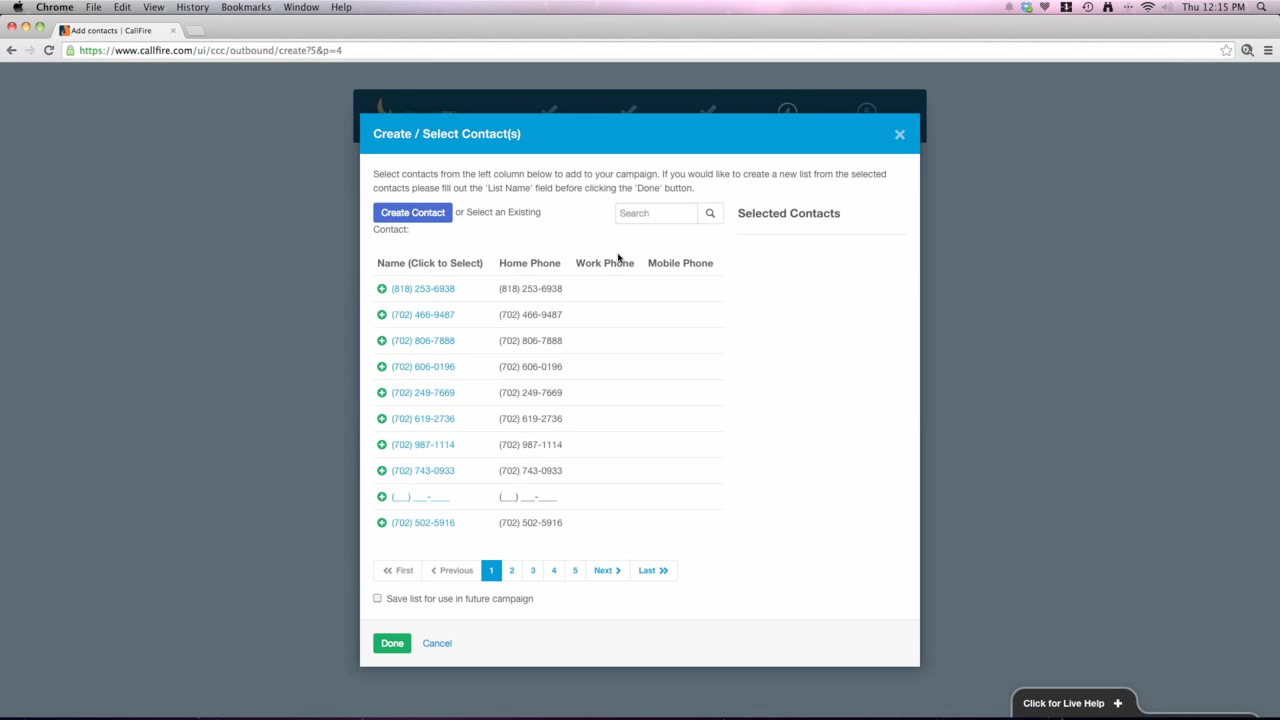 Chrome File Edit View History Bookmarks Window Help Thu 12:15 PM
Add contacts | CallFire
https://www.callfire.com/ui/ccc/outbound/create?5&p=4
4 5
Create / Select Contact(s)
Select contacts from the left column below to add to your campaign. If you would like to create a new list from the selected
contacts please fill out the 'List Name' field before clicking the 'Done' button.
Create Contact or Select an Existing
Contact:
Search
Selected Contacts
Name (Click to Select) Home Phone Work Phone Mobile Phone
(818) 253-6938 (818) 253-6938
(702) 466-9487 (702) 466-9487
(702) 806-7888 (702) 806-7888
(702) 606-0196 (702) 606-0196
(702) 249-7669 (702) 249-7669
(702) 619-2736 (702) 619-2736
(702) 987-1114 (702) 987-1114
(702) 743-0933 (702) 743-0933
(___) ___-____ (___) ___-____
(702) 502-5916 (702) 502-5916
First Previous 1 2 3 4 5 Next Last
Save list for use in future campaign
Done Cancel
Click for Live Help